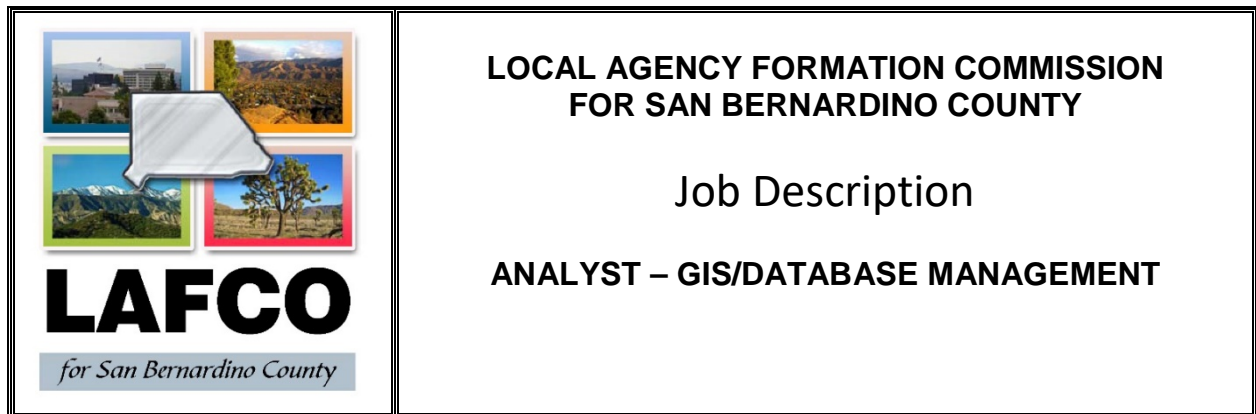 LAFCO
for San Bernardino County
LOCAL AGENCY FORMATION COMMISSION
FOR SAN BERNARDINO COUNTY
Job Description
ANALYST – GIS/DATABASE MANAGEMENT